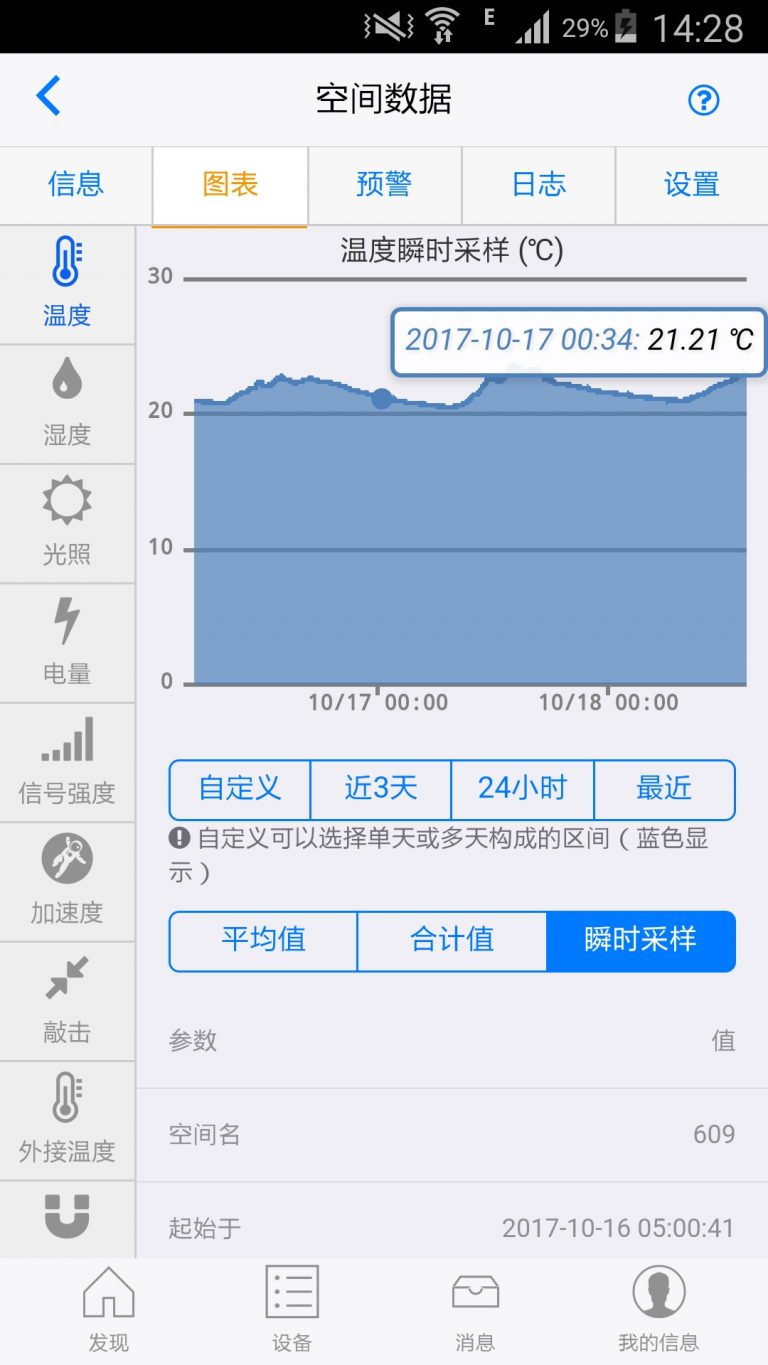 E 29% 14:28
空间数据
信息 图表 预警 日志 设置
温度瞬时采样 (℃)
30
温度
2017-10-17 00:34: 21.21 ℃
湿度
20
光照
10
电量
0
10/17 00:00 10/18 00:00
信号强度
自定义 近3天 24小时 最近
自定义可以选择单天或多天构成的区间（蓝色显
示）
加速度
平均值 合计值 瞬时采样
敲击
参数 值
外接温度
空间名 609
起始于 2017-10-16 05:00:41
发现 设备 消息 我的信息